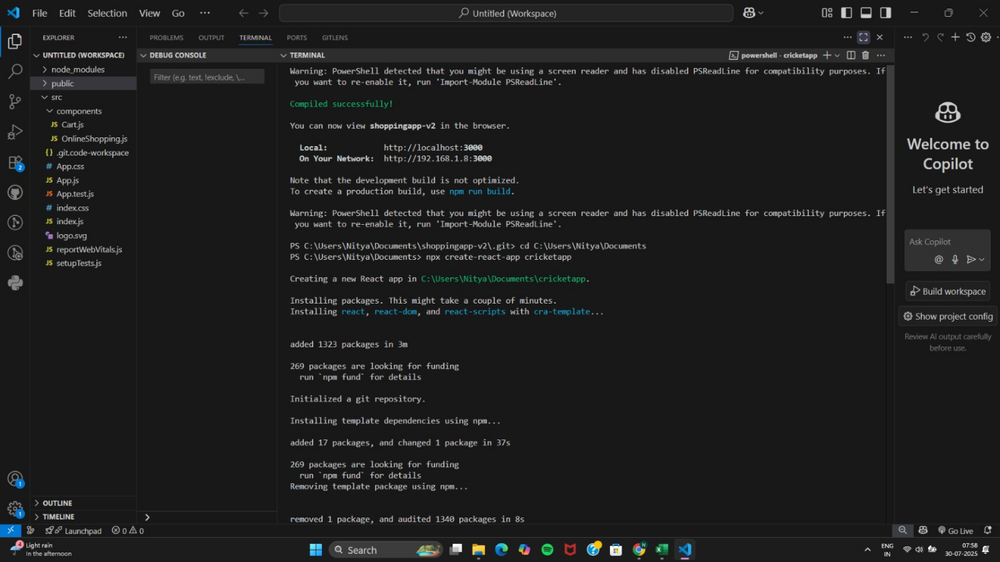 File Edit Selection View Go ···
Untitled (Workspace)
EXPLORER ···
UNTITLED (WORKSPACE)
node_modules
public
src
components
JS Cart.js
JS OnlineShopping.js
{} .git.code-workspace
# App.css
JS App.js
JS App.test.js
# index.css
JS index.js
logo.svg
JS reportWebVitals.js
JS setupTests.js
OUTLINE
TIMELINE
PROBLEMS OUTPUT TERMINAL PORTS GITLENS
DEBUG CONSOLE
Filter (e.g. text, !exclude, \...
TERMINAL
powershell - cricketapp
Warning: PowerShell detected that you might be using a screen reader and has disabled PSReadLine for compatibility purposes. If
you want to re-enable it, run 'Import-Module PSReadLine'.
Compiled successfully!
You can now view shoppingapp-v2 in the browser.
Local: http://localhost:3000
On Your Network: http://192.168.1.8:3000
Note that the development build is not optimized.
To create a production build, use npm run build.
Warning: PowerShell detected that you might be using a screen reader and has disabled PSReadLine for compatibility purposes. If
you want to re-enable it, run 'Import-Module PSReadLine'.
PS C:\Users\Nitya\Documents\shoppingapp-v2\.git> cd C:\Users\Nitya\Documents
PS C:\Users\Nitya\Documents> npx create-react-app cricketapp
Creating a new React app in C:\Users\Nitya\Documents\cricketapp.
Installing packages. This might take a couple of minutes.
Installing react, react-dom, and react-scripts with cra-template...
added 1323 packages in 3m
269 packages are looking for funding
run `npm fund` for details
Initialized a git repository.
Installing template dependencies using npm...
added 17 packages, and changed 1 package in 37s
269 packages are looking for funding
run `npm fund` for details
Removing template package using npm...
removed 1 package, and audited 1340 packages in 8s
Welcome to
Copilot
Let's get started
Ask Copilot
Build workspace
Show project config
Review AI output carefully
before use.
Launchpad 0 0
Go Live
4
Light rain
In the afternoon
Search
ENG
IN
07:58
30-07-2025
2
1
1